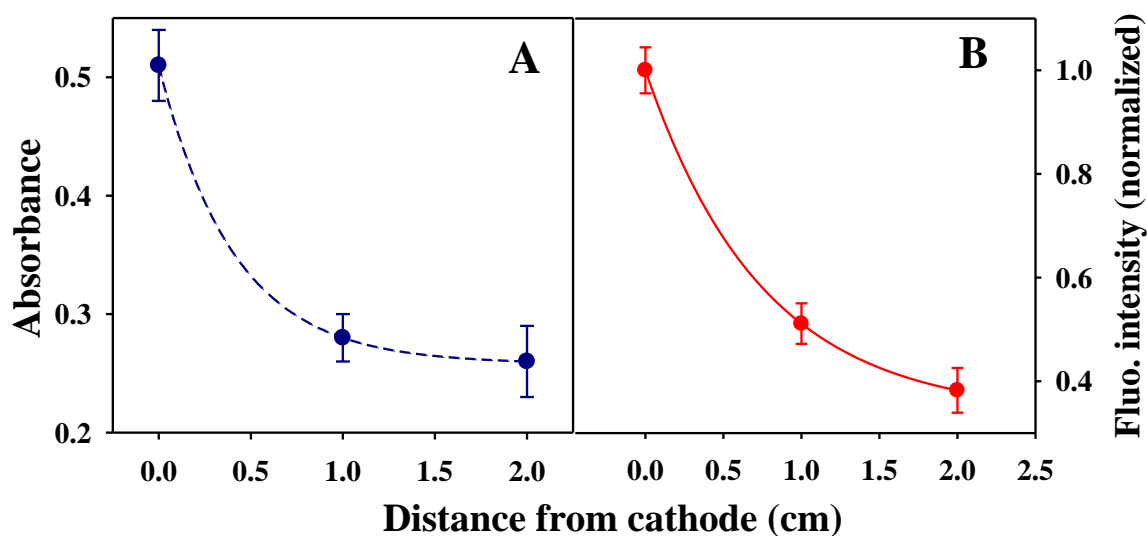 A
B
Absorbance
0.5
0.4
0.3
0.2
Fluo. intensity (normalized)
1.0
0.8
0.6
0.4
0.0 0.5 1.0 1.5 2.0
0.0 0.5 1.0 1.5 2.0 2.5
Distance from cathode (cm)